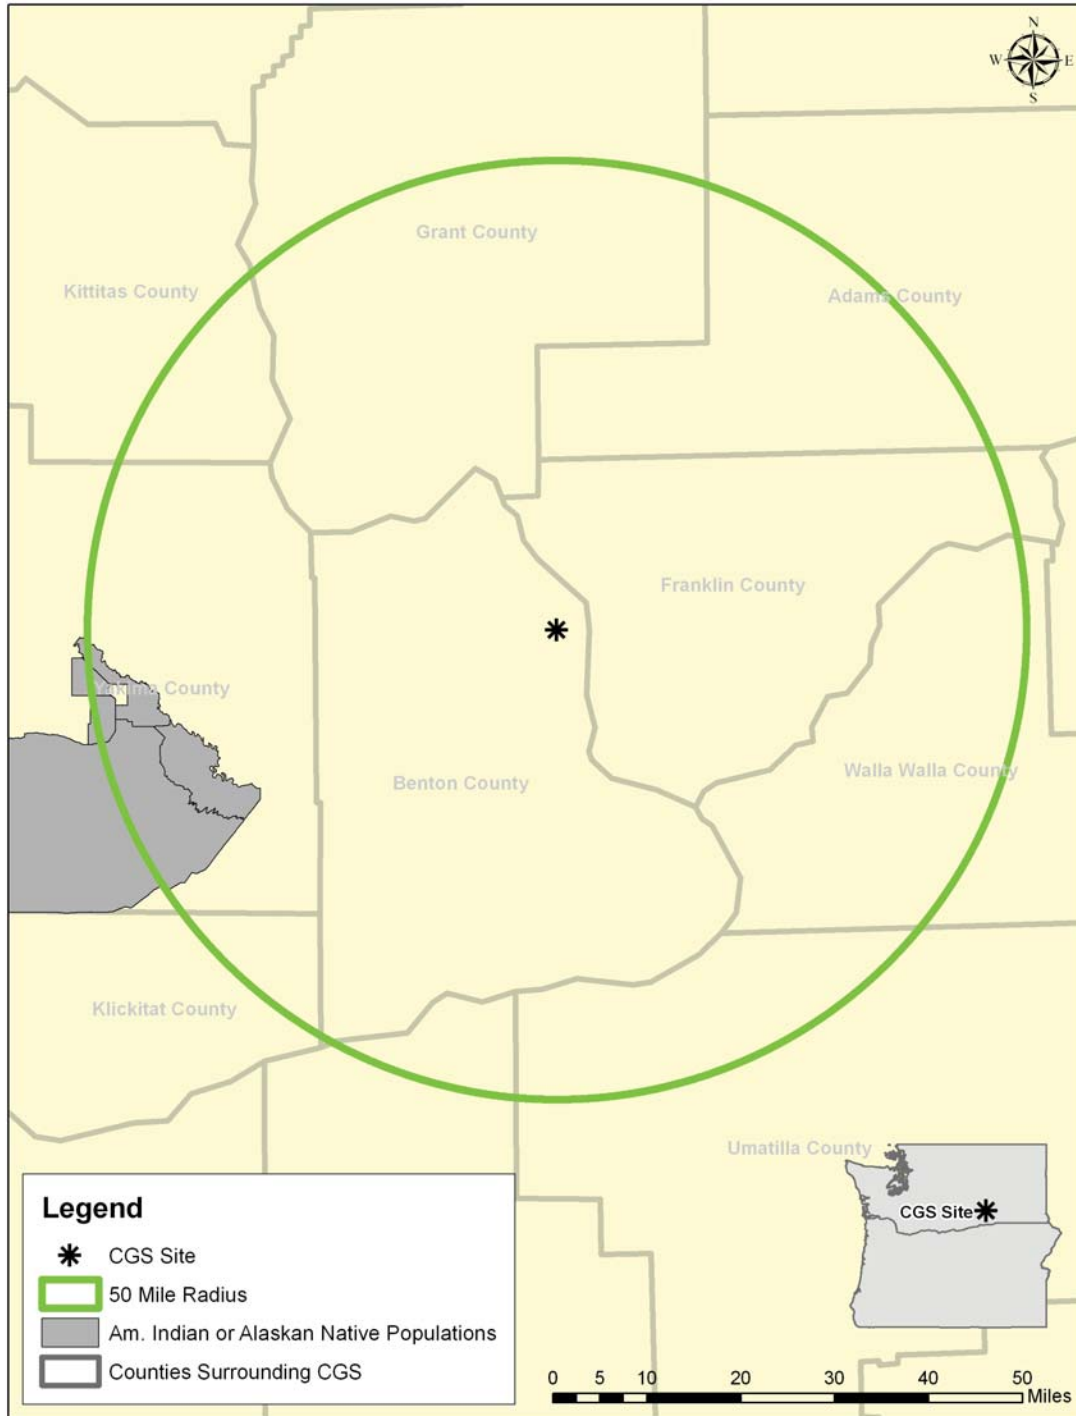 N
W E
S
Grant County
Kittitas County
Adams County
Franklin County
Yakima County
Walla Walla County
Benton County
Klickitat County
Umatilla County
CGS Site
Legend
CGS Site
50 Mile Radius
Am. Indian or Alaskan Native Populations
Counties Surrounding CGS
0 5 10 20 30 40 50
Miles